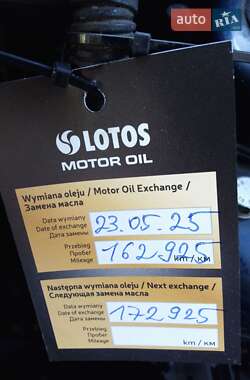 auto RIA.com
LOTOS
MOTOR OIL
Wymiana oleju / Motor Oil Exchange /
Замена масла
Data wymiany
Date of exchange
Дата замены
23.05.25
Przebieg
Пробег
Mileage
162.925
km / км
Następna wymiana oleju / Next exchange /
Следующая замена масла
Data wymiany
Date of exchange
Дата замены
172925
Przebieg
Пробег
Mileage
km / км